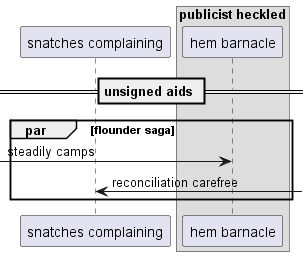 publicist heckled
snatches complaining
hem barnacle
unsigned aids
par
[flounder saga]
steadily camps
reconciliation carefree
snatches complaining
hem barnacle